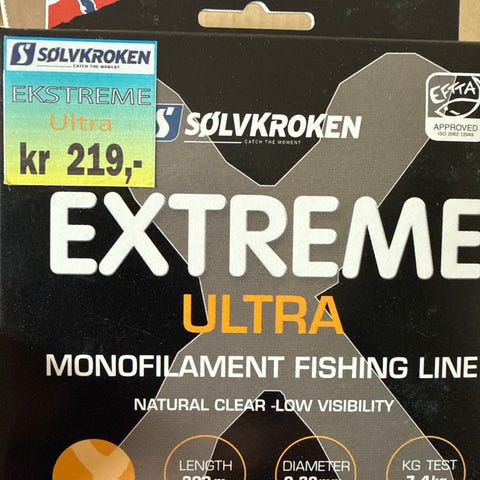 SØLVKROKEN
CATCH THE MOMENT
EKSTREME
Ultra
kr 219,-
SØLVKROKEN
CATCH THE MOMENT
EFTTA
APPROVED
EXTREME
ULTRA
MONOFILAMENT FISHING LINE
NATURAL CLEAR -LOW VISIBILITY
LENGTH
DIAMETER
KG TEST